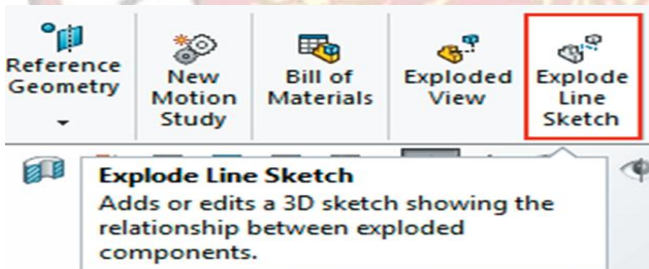 Reference
Geometry
New
Motion
Study
Bill of
Materials
Exploded
View
Explode
Line
Sketch
Explode Line Sketch
Adds or edits a 3D sketch showing the
relationship between exploded
components.